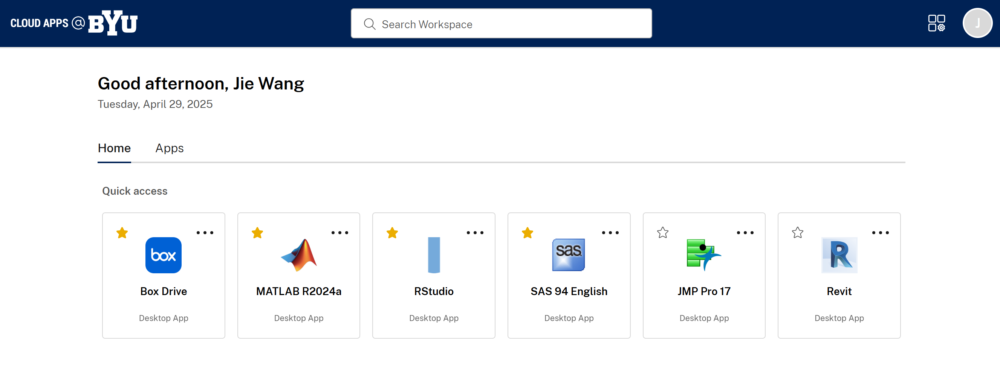 CLOUD APPS @ BYU
Search Workspace
J
Good afternoon, Jie Wang
Tuesday, April 29, 2025
Home Apps
Quick access
box
sas
R
Box Drive MATLAB R2024a RStudio SAS 94 English JMP Pro 17 Revit
Desktop App Desktop App Desktop App Desktop App Desktop App Desktop App